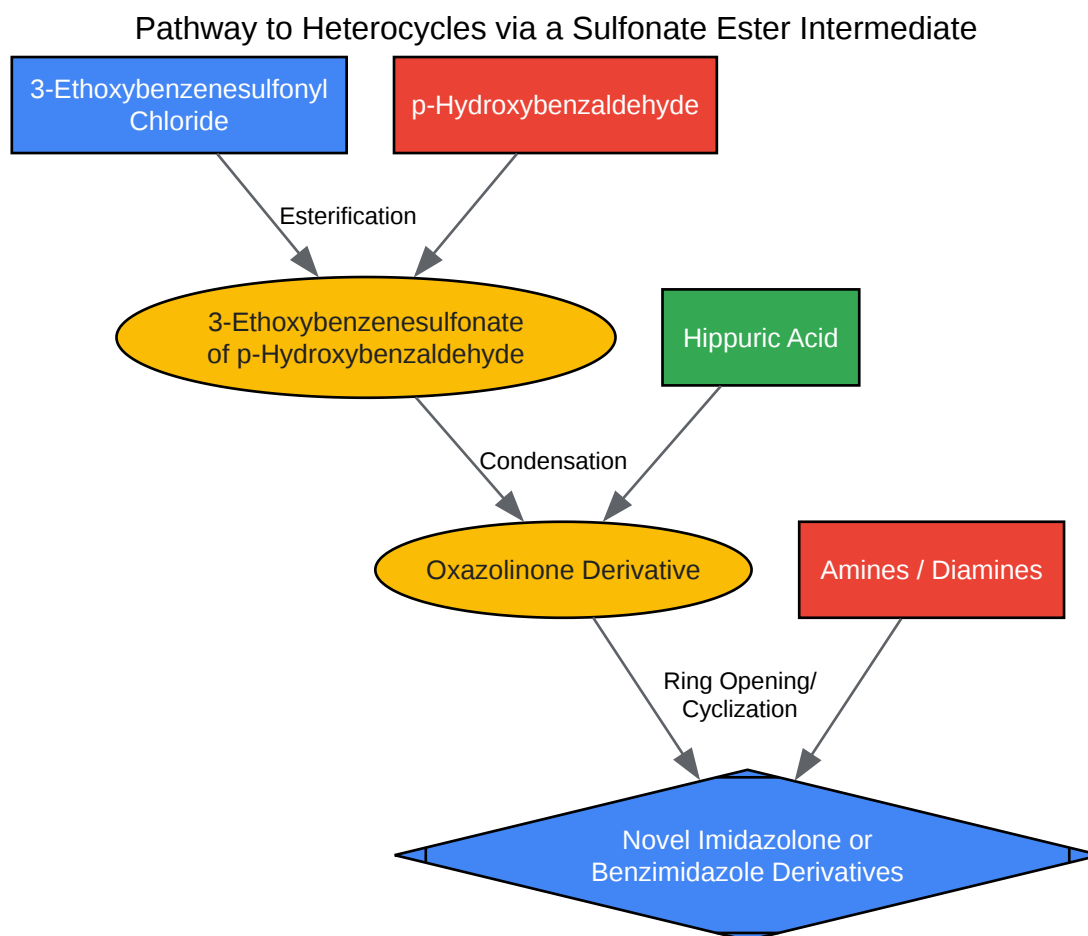 Pathway to Heterocycles via a Sulfonate Ester Intermediate
3-Ethoxybenzenesulfonyl
Chloride
p-Hydroxybenzaldehyde
Esterification
3-Ethoxybenzenesulfonate
of p-Hydroxybenzaldehyde
Hippuric Acid
Condensation
Oxazolinone Derivative
Amines / Diamines
Ring Opening/
Cyclization
Novel Imidazolone or
Benzimidazole Derivatives